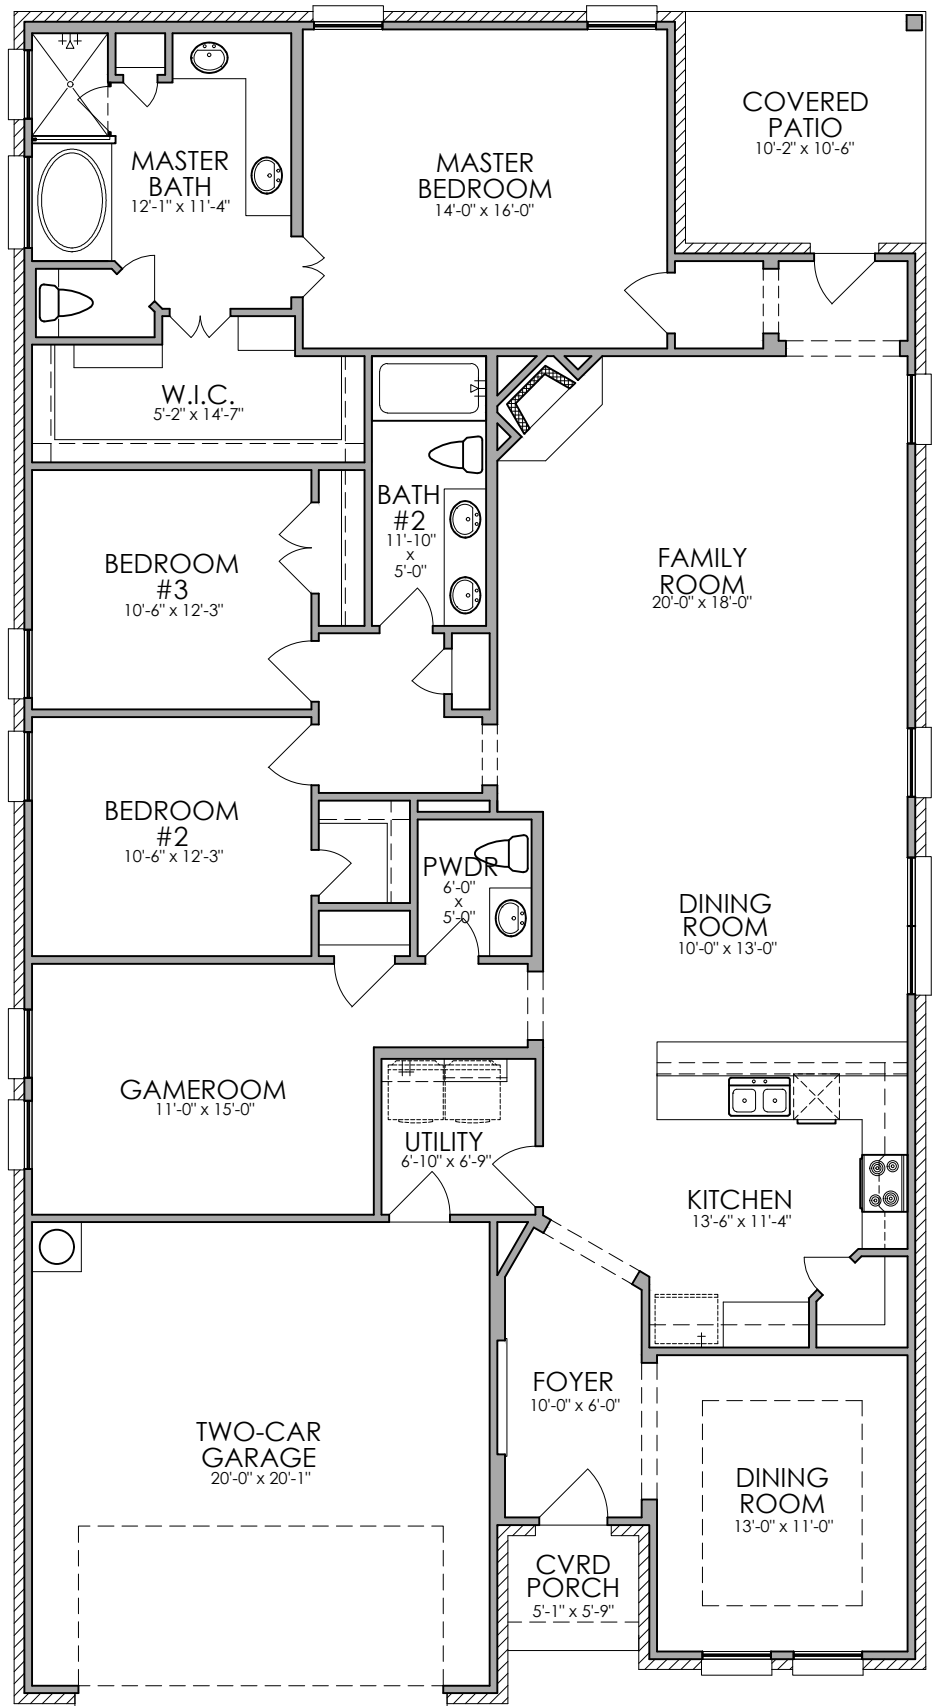 COVERED
PATIO
10'-2" x 10'-6"
MASTER
BATH
12'-1" x 11'-4"
MASTER
BEDROOM
14'-0" x 16'-0"
W.I.C.
5'-2" x 14'-7"
BATH
#2
11'-10"
x
5'-0"
BEDROOM
#3
10'-6" x 12'-3"
FAMILY
ROOM
20'-0" x 18'-0"
BEDROOM
#2
10'-6" x 12'-3"
PWDR
6'-0"
x
5'-0"
DINING
ROOM
10'-0" x 13'-0"
GAMEROOM
11'-0" x 15'-0"
UTILITY
6'-10" x 6'-9"
KITCHEN
13'-6" x 11'-4"
FOYER
10'-0" x 6'-0"
TWO-CAR
GARAGE
20'-0" x 20'-1"
DINING
ROOM
13'-0" x 11'-0"
CVRD
PORCH
5'-1" x 5'-9"